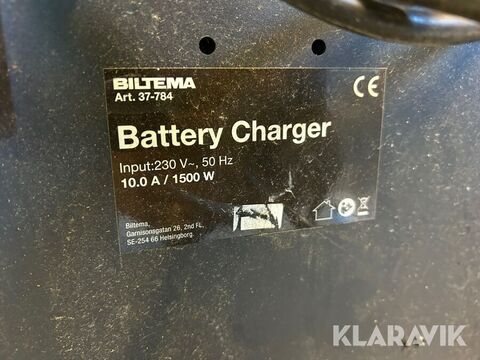 BILTEMA
Art. 37-784
CE
Battery Charger
Input:230 V~, 50 Hz
10.0 A / 1500 W
Biltema,
Garnisonsgatan 26, 2nd FL,
SE-254 66 Helsingborg.
KLARAVIK